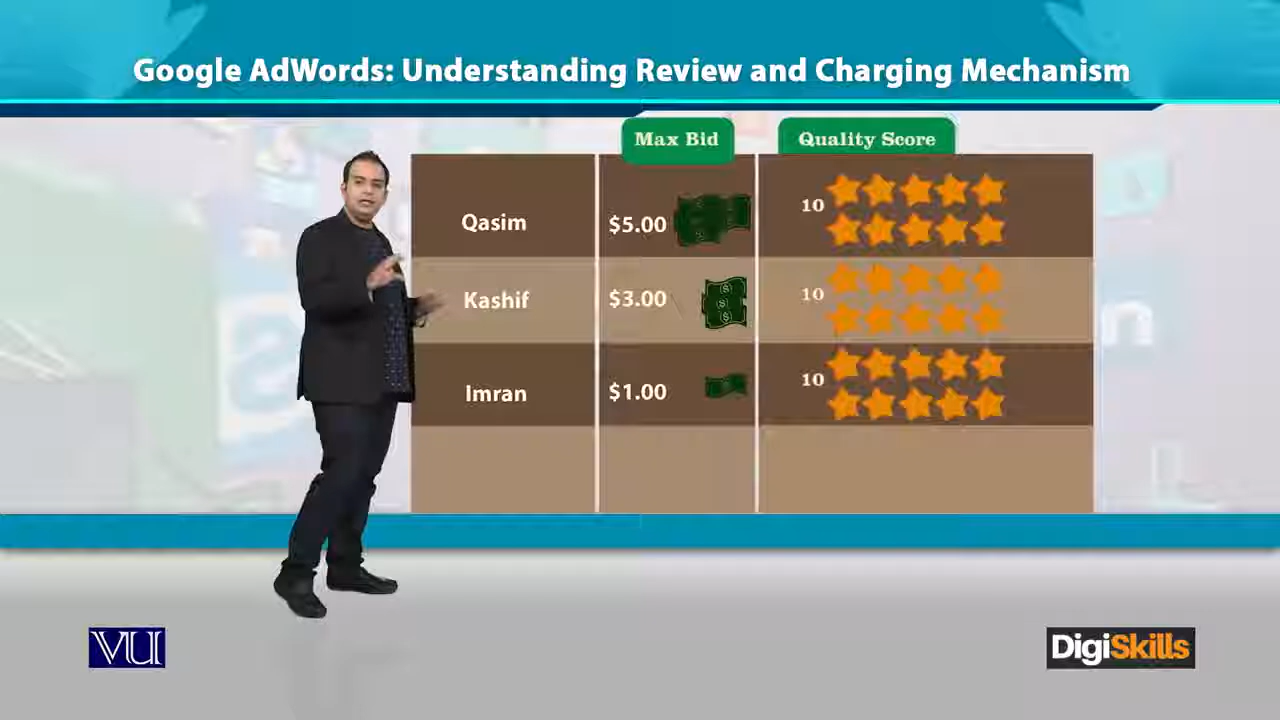 Google AdWords: Understanding Review and Charging Mechanism
Max Bid Quality Score
Qasim $5.00 10
Kashif $3.00 10
Imran $1.00 10
VU DigiSkills